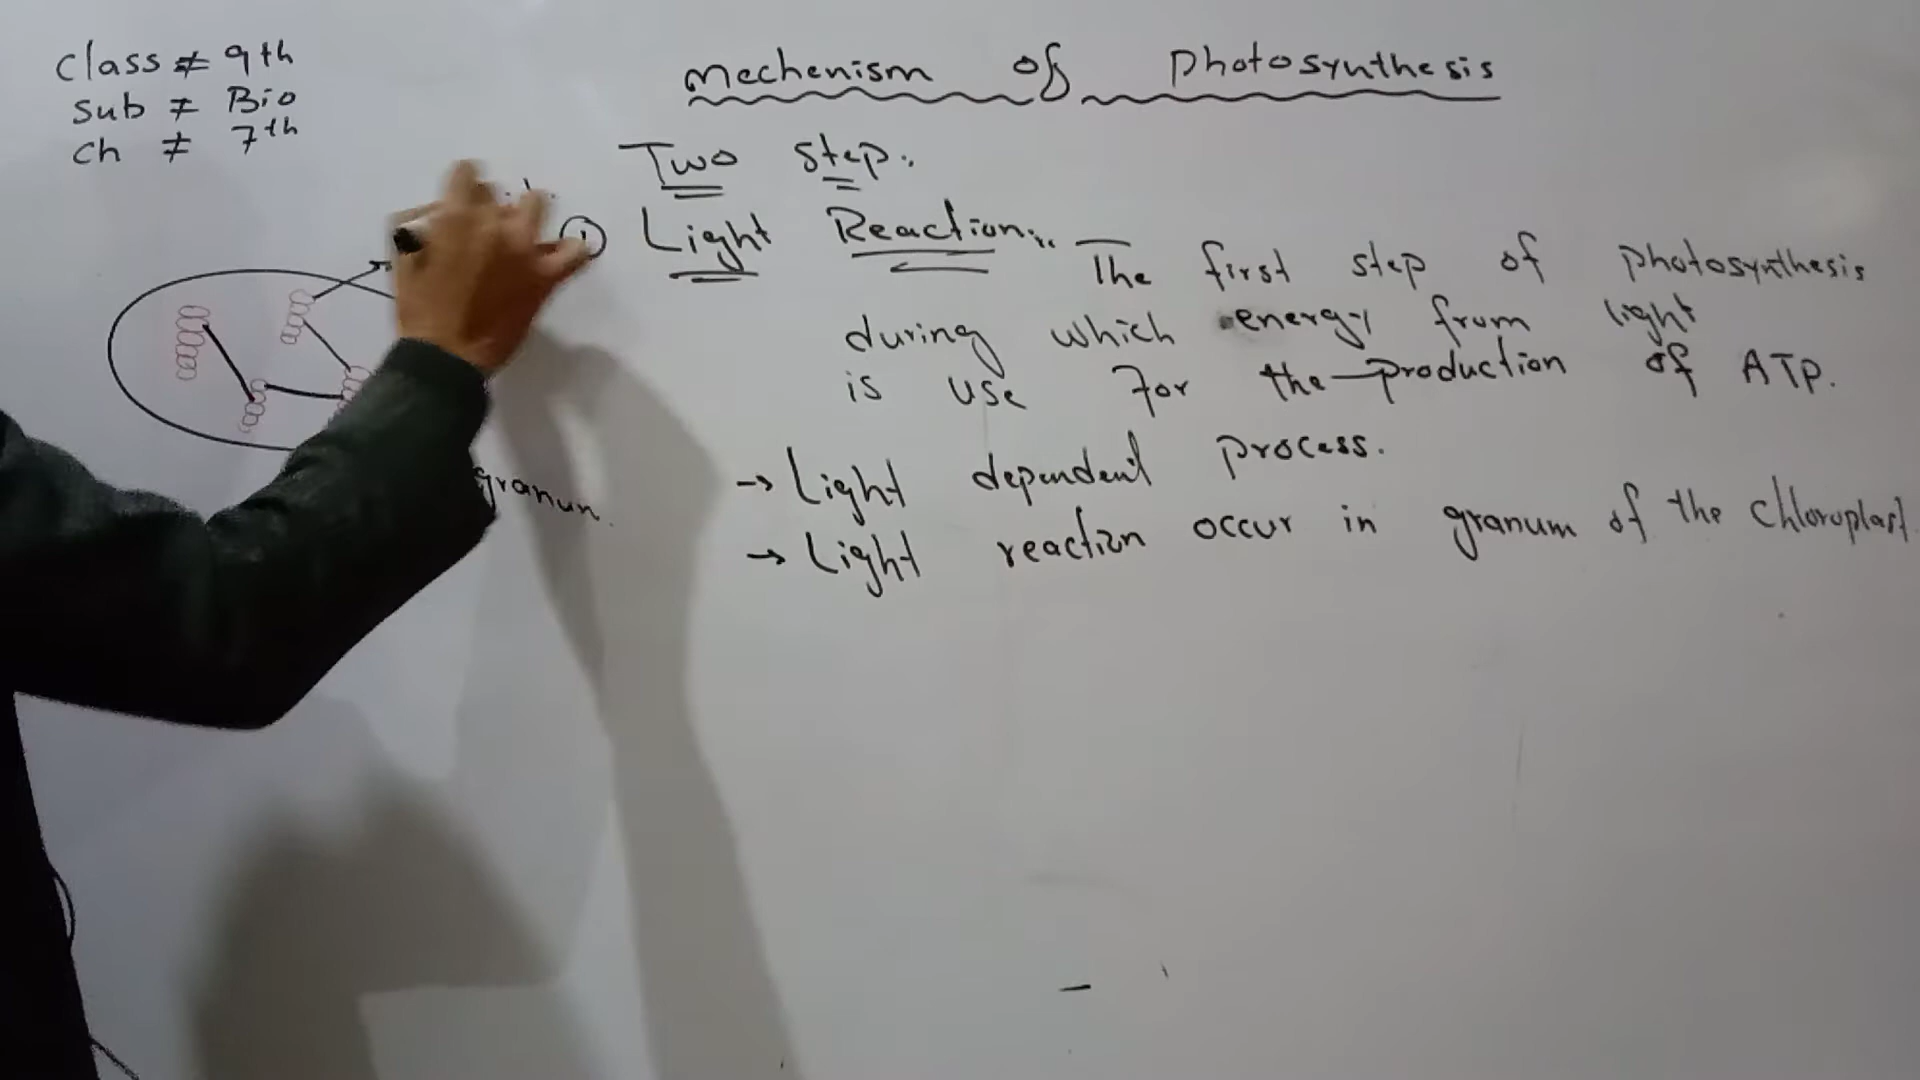 Class ≠ 9th
Sub ≠ Bio
Ch ≠ 7th
Mechenism of Photosynthesis
Two Step:
① Light Reaction:. The first step of Photosynthesis
during which energy from light
is use for the production of ATP.
→ Light dependent process.
→ Light reaction occur in granum of the Chloroplast.
granun.